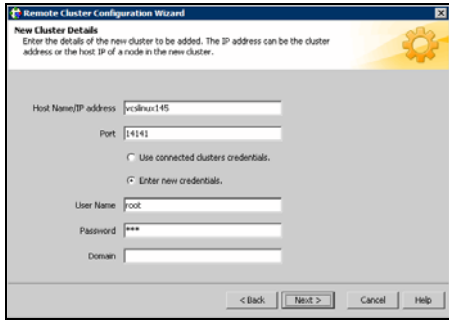 Remote Cluster Configuration Wizard
New Cluster Details
Enter the details of the new cluster to be added. The IP address can be the cluster
address or the host IP of a node in the new cluster.
Host Name/IP address vcslinux145
Port 14141
Use connected clusters credentials.
Enter new credentials.
User Name root
Password ***
Domain
< Back Next > Cancel Help